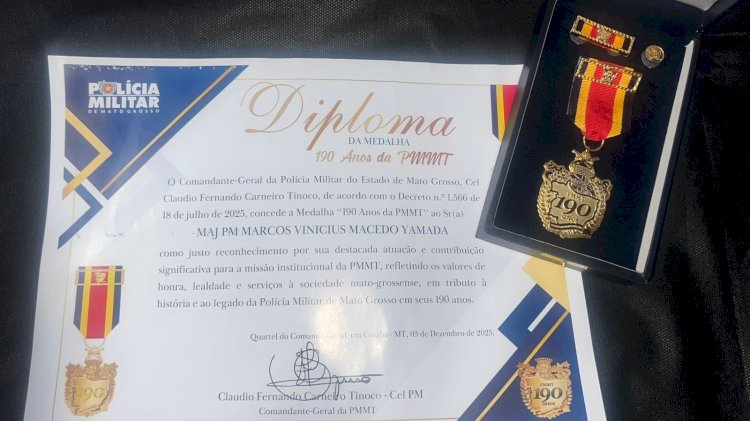 POLÍCIA
MILITAR
DE MATO GROSSO
Diploma
DA MEDALHA
190 Anos da PMMT
O Comandante-Geral da Polícia Militar do Estado de Mato Grosso, Cel
Claudio Fernando Carneiro Tinoco, de acordo com o Decreto n.º 1.566 de
18 de julho de 2025, concede a Medalha "190 Anos da PMMT" ao Sr(a)
MAJ PM MARCOS VINICIUS MACEDO YAMADA
como justo reconhecimento por sua destacada atuação e contribuição
significativa para a missão institucional da PMMT, refletindo os valores de
honra, lealdade e serviços à sociedade mato-grossense, em tributo à
história e ao legado da Polícia Militar de Mato Grosso em seus 190 anos.
Quartel do Comando Geral, em Cuiabá - MT, 03 de Dezembro de 2025.
Claudio Fernando Carneiro Tinoco - Cel PM
Comandante-Geral da PMMT
190
190
ANOS
PMMT
190
ANOS